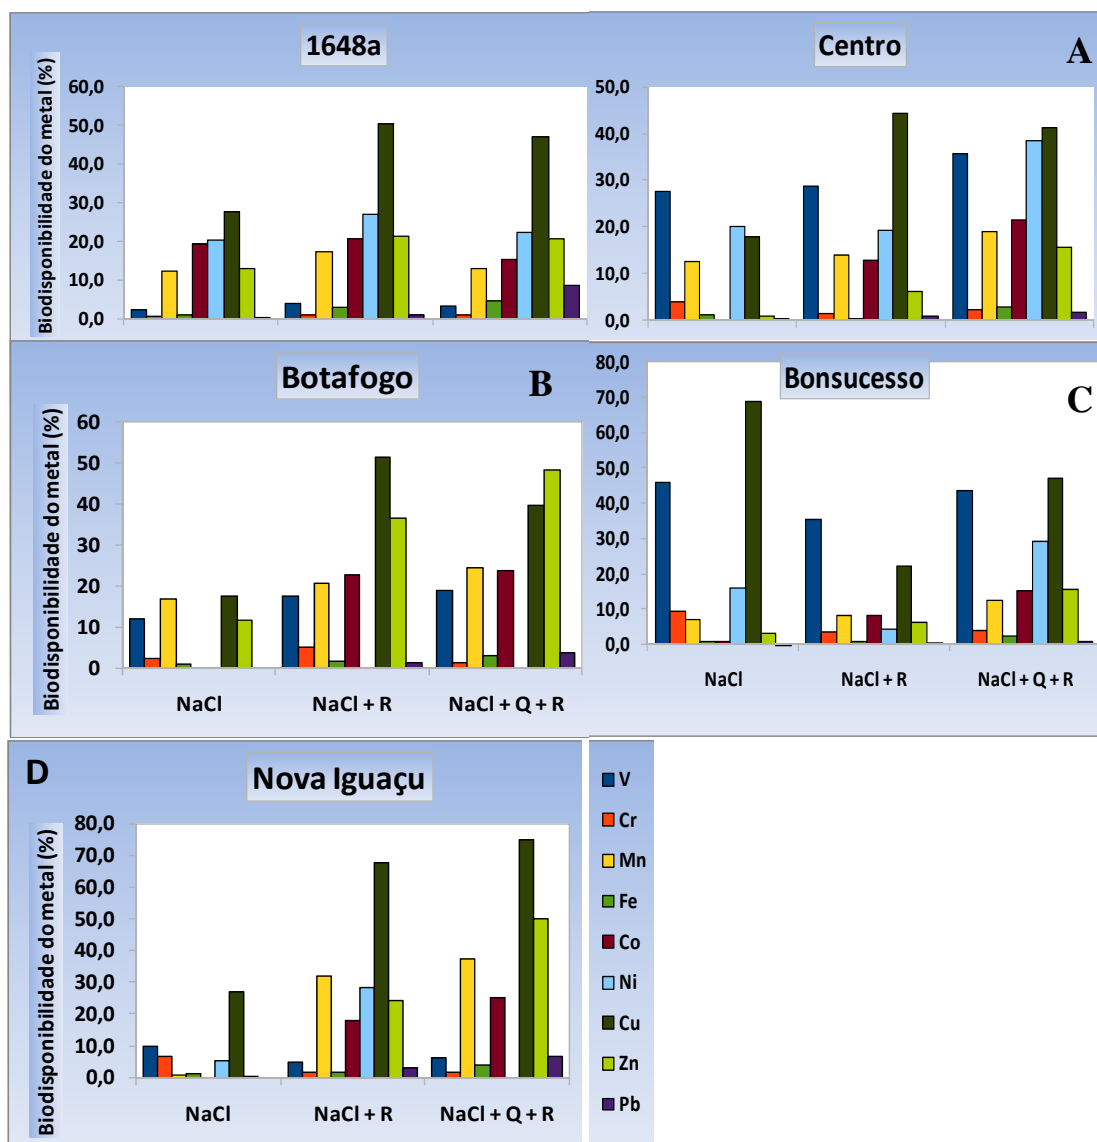 1648a
Biodisponibilidade do metal (%)
60,0
50,0
40,0
30,0
20,0
10,0
0,0
Centro
A
50,0
40,0
30,0
20,0
10,0
0,0
Botafogo
B
Biodisponibilidade do metal (%)
60
50
40
30
20
10
0
NaCl
NaCl + R
NaCl + Q + R
Bonsucesso
C
80,0
70,0
60,0
50,0
40,0
30,0
20,0
10,0
0,0
NaCl
NaCl + R
NaCl + Q + R
D
Nova Iguaçu
Biodisponibilidade do metal (%)
80,0
70,0
60,0
50,0
40,0
30,0
20,0
10,0
0,0
NaCl
NaCl + R
NaCl + Q + R
V
Cr
Mn
Fe
Co
Ni
Cu
Zn
Pb